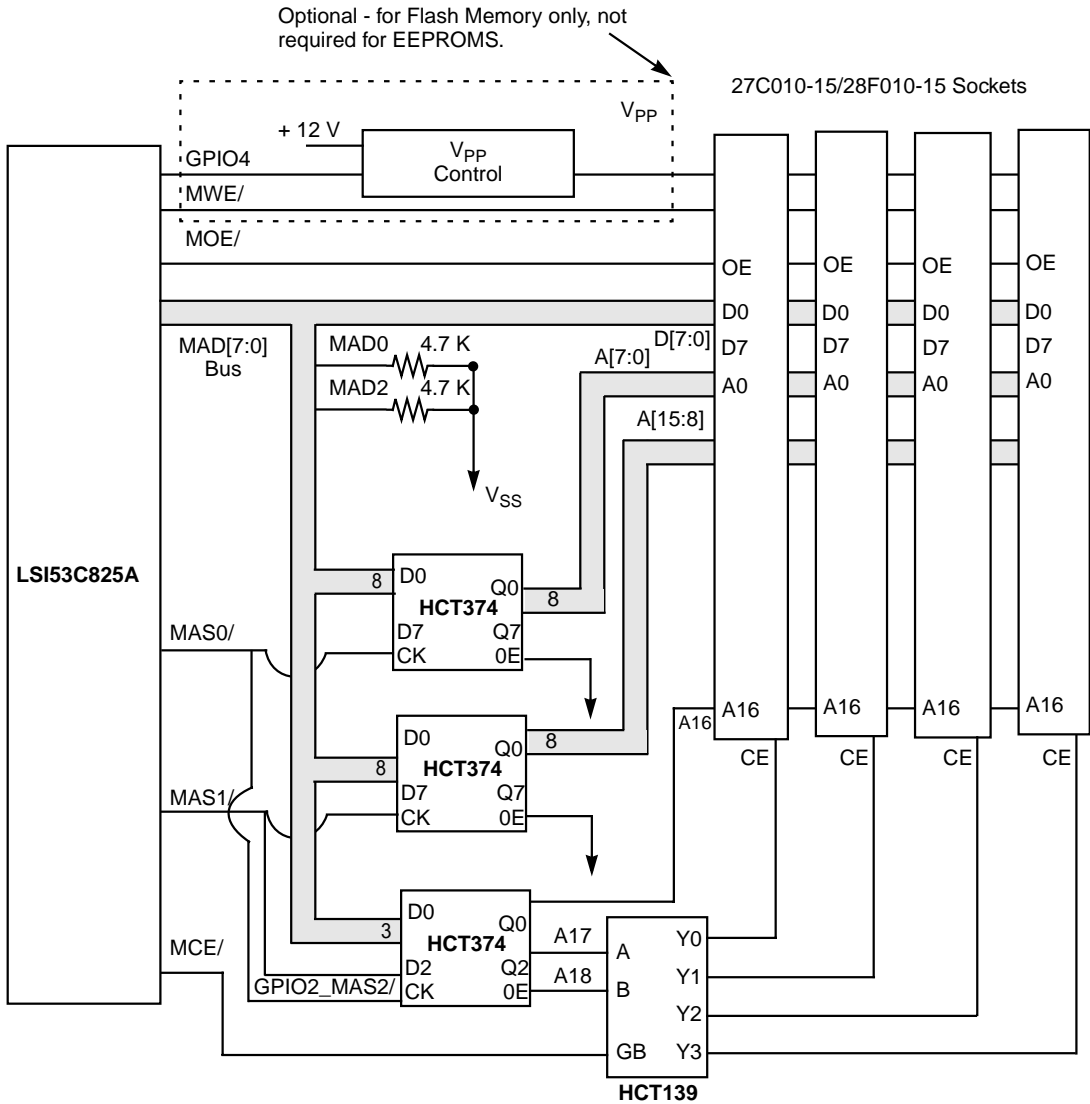 Optional - for Flash Memory only, not
required for EEPROMS.
27C010-15/28F010-15 Sockets
VPP
+ 12 V
VPP
Control
GPIO4
MWE/
MOE/
OE
OE
OE
OE
D0
D0
D0
D0
MAD[7:0]
Bus
MAD0
4.7 K
MAD2
4.7 K
D[7:0]
D7
D7
D7
D7
A[7:0]
A0
A0
A0
A0
A[15:8]
VSS
LSI53C825A
8
D0
Q0
HCT374
8
D7
Q7
CK
0E
MAS0/
A16
A16
A16
A16
A16
CE
CE
CE
CE
D0
Q0
8
8
HCT374
D7
Q7
CK
0E
MAS1/
D0
Q0
3
HCT374
D2
Q2
CK
0E
GPIO2_MAS2/
MCE/
A17
A18
A
B
GB
Y0
Y1
Y2
Y3
HCT139